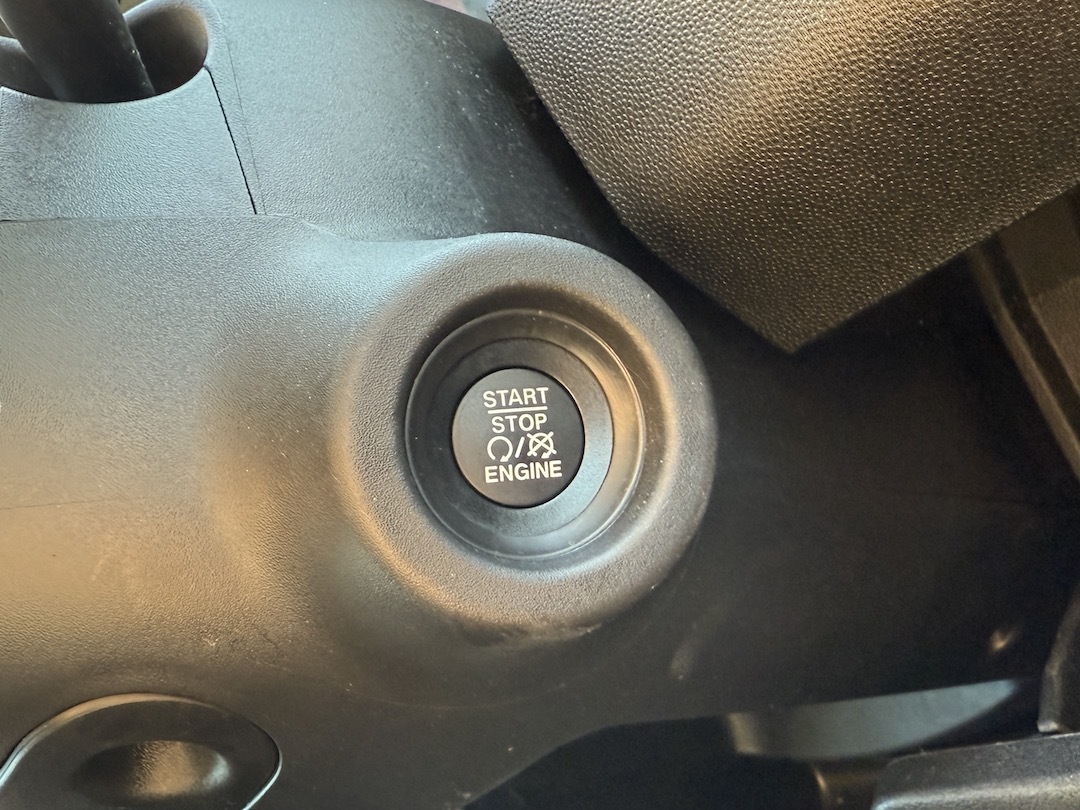 START
STOP
/
ENGINE